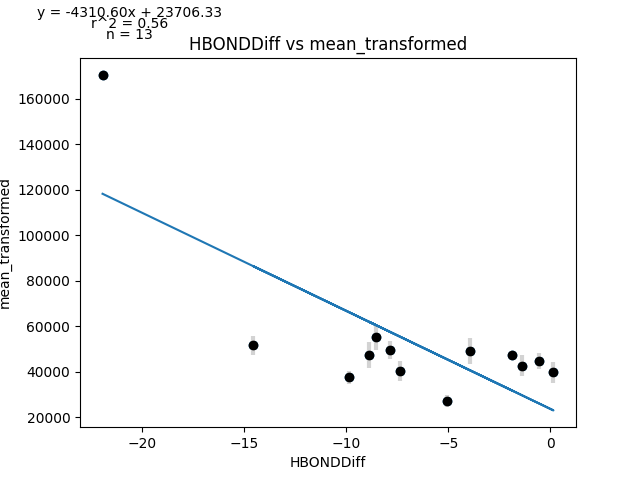 y = -4310.60x + 23706.33
r^2 = 0.56
n = 13
HBONDDiff vs mean_transformed
160000
140000
120000
100000
80000
60000
40000
20000
mean_transformed
−20
−15
−10
−5
0
HBONDDiff